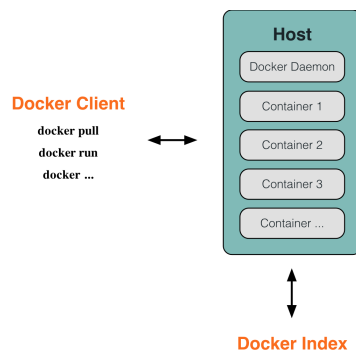 Host
Docker Daemon
Docker Client
Container 1
docker pull
docker run
Container 2
docker ...
Container 3
Container ...
Docker Index